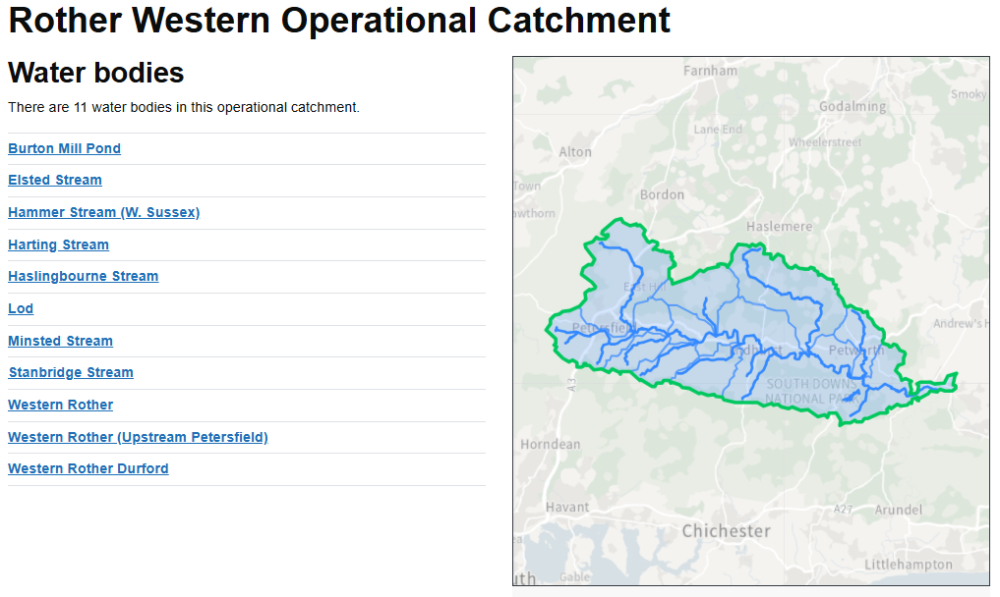 Rother Western Operational Catchment
Water bodies
There are 11 water bodies in this operational catchment.
Burton Mill Pond
Elsted Stream
Hammer Stream (W. Sussex)
Harting Stream
Haslingbourne Stream
Lod
Minsted Stream
Stanbridge Stream
Western Rother
Western Rother (Upstream Petersfield)
Western Rother Durford
Farnham
Smoky
Godalming
Lane End
Wheelerstreet
Alton
Town
Bordon
awthorn
Haslemere
East Hil
Andrew's H
Petersfield
Midhurst
Petworth
SOUTH DOWNS
NATIONAL PARK
A3
Horndean
Havant
A27
Arundel
Chichester
Littlehampton
uth
Gable